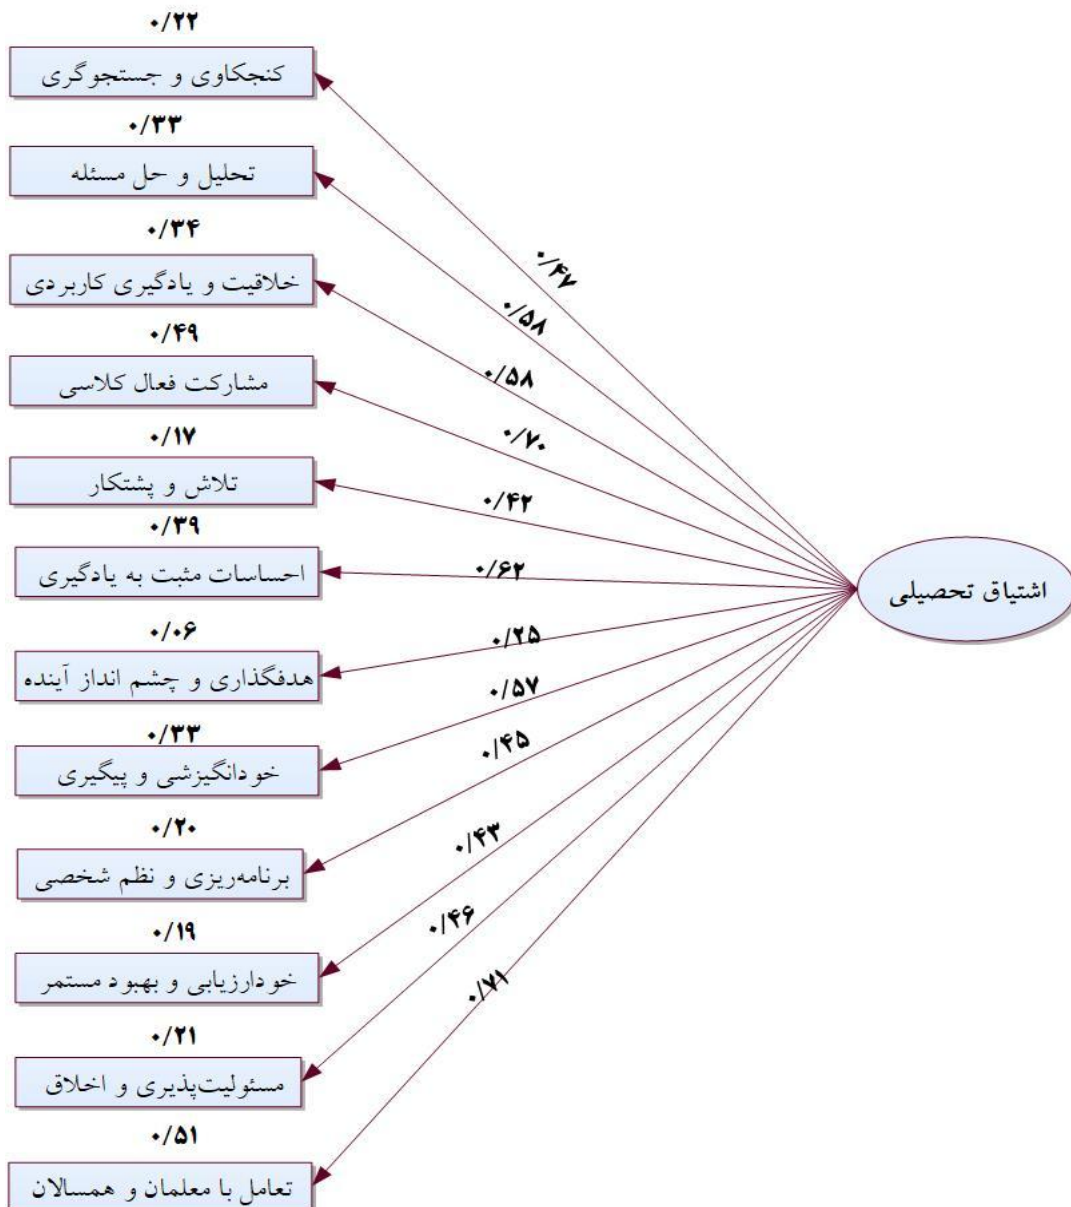 ۰/۲۲
کنجکاوی و جستجوگری
۰/۴۷
۰/۳۳
تحلیل و حل مسئله
۰/۵۸
۰/۳۴
خلاقیت و یادگیری کاربردی
۰/۵۸
۰/۴۹
مشارکت فعال کلاسی
۰/۷۰
۰/۱۷
تلاش و پشتکار
۰/۴۲
۰/۳۹
احساسات مثبت به یادگیری
۰/۶۲
اشتیاق تحصیلی
۰/۰۶
هدفگذاری و چشم انداز آینده
۰/۲۵
۰/۳۳
خودانگیزشی و پیگیری
۰/۵۷
۰/۲۰
برنامه‌ریزی و نظم شخصی
۰/۴۵
۰/۱۹
خودارزیابی و بهبود مستمر
۰/۴۳
۰/۲۱
مسئولیت‌پذیری و اخلاق
۰/۴۶
۰/۵۱
تعامل با معلمان و همسالان
۰/۷۱